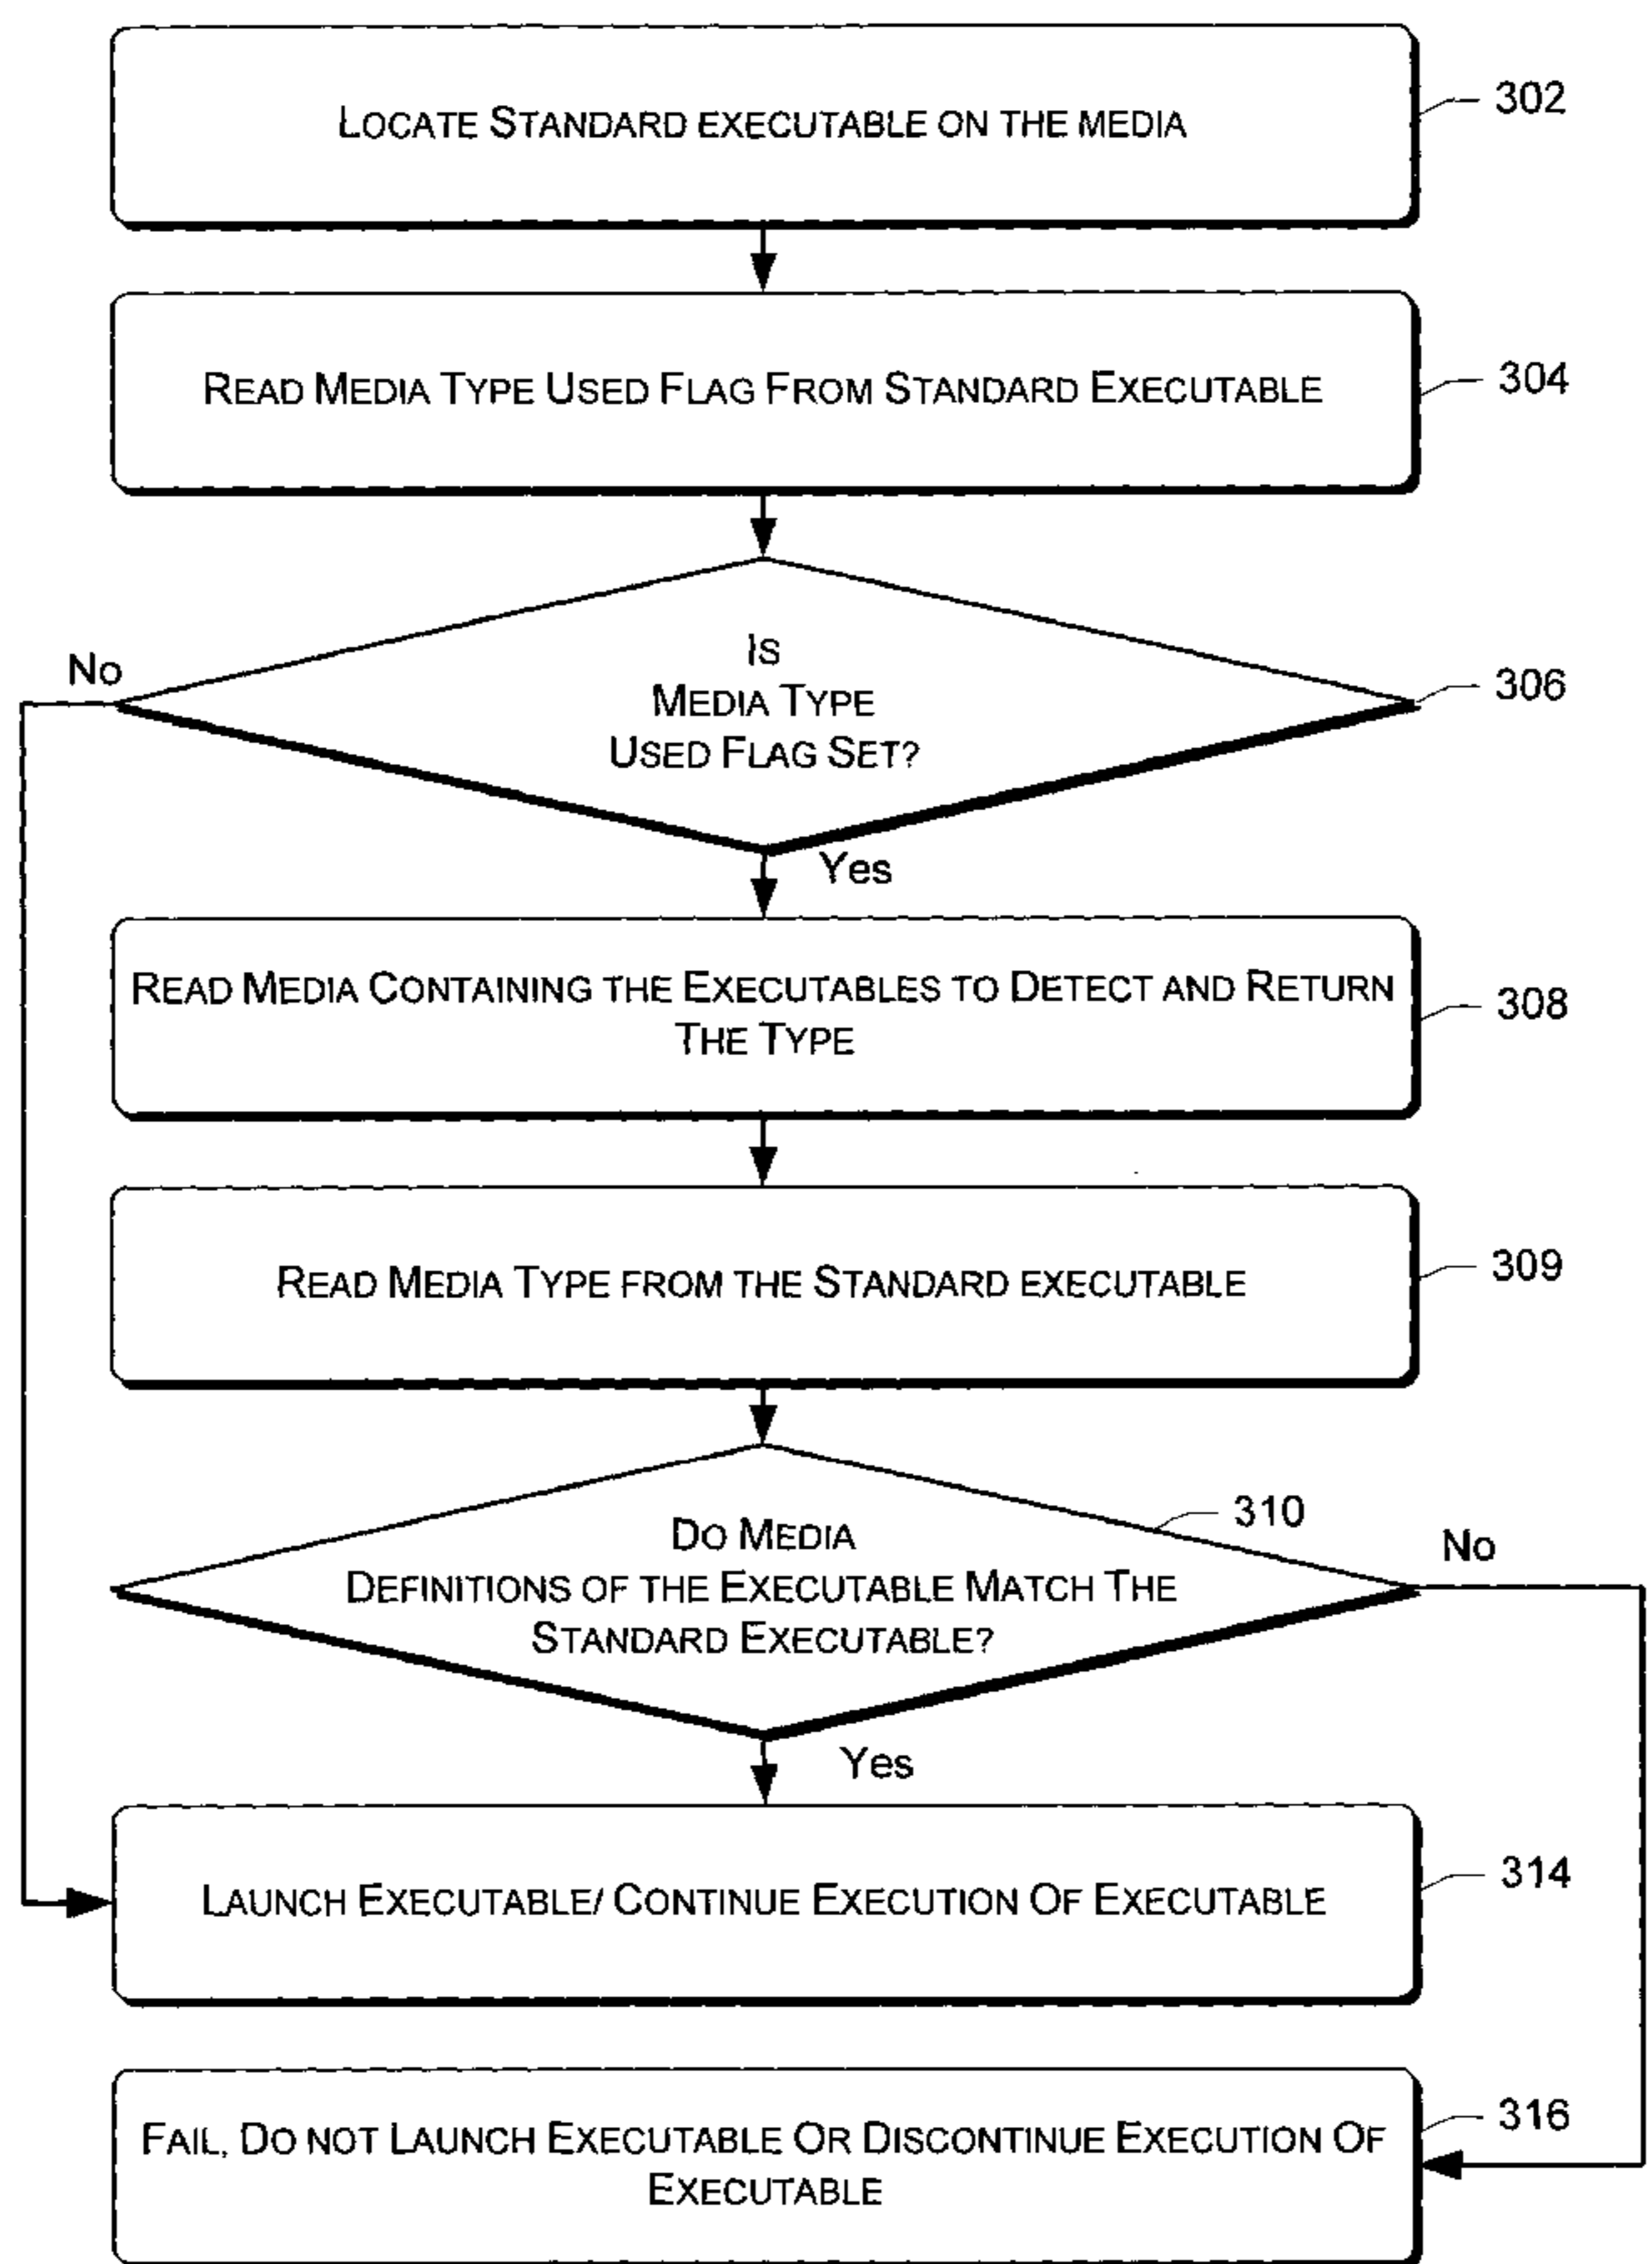 LOCATE STANDARD EXECUTABLE ON THE MEDIA
302
READ MEDIA TYPE USED FLAG FROM STANDARD EXECUTABLE
304
No
IS
MEDIA TYPE
USED FLAG SET?
306
Yes
READ MEDIA CONTAINING THE EXECUTABLES TO DETECT AND RETURN
THE TYPE
308
READ MEDIA TYPE FROM THE STANDARD EXECUTABLE
309
DO MEDIA
DEFINITIONS OF THE EXECUTABLE MATCH THE
STANDARD EXECUTABLE?
310
No
Yes
LAUNCH EXECUTABLE/ CONTINUE EXECUTION OF EXECUTABLE
314
FAIL, DO NOT LAUNCH EXECUTABLE OR DISCONTINUE EXECUTION OF
EXECUTABLE
316